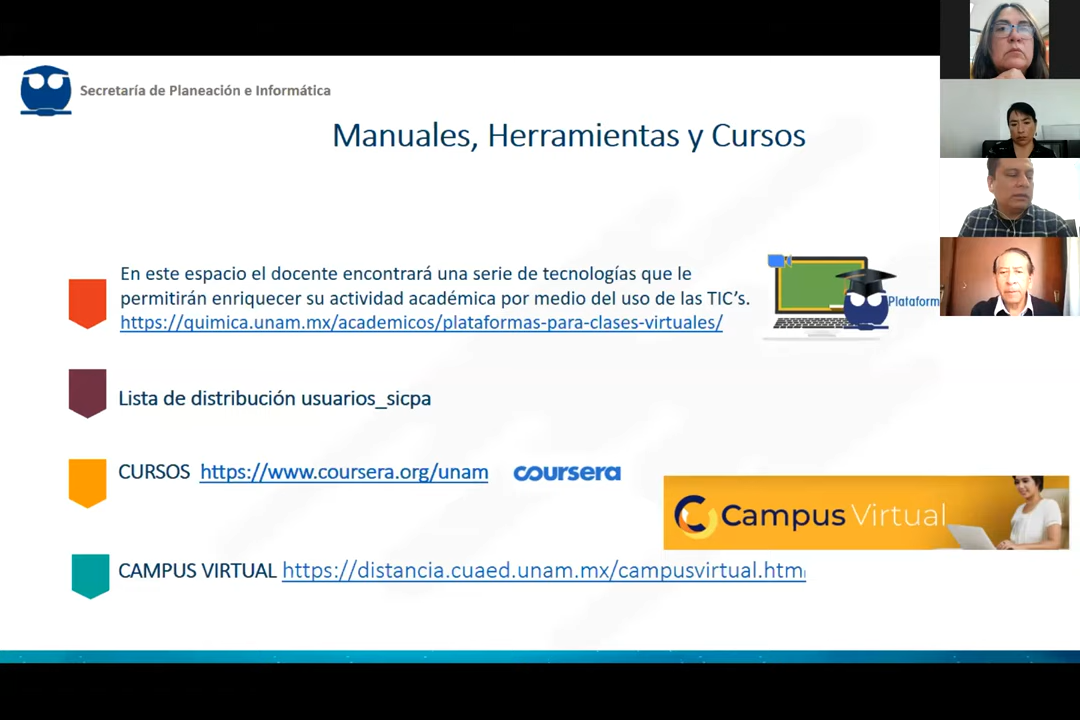 Secretaría de Planeación e Informática
Manuales, Herramientas y Cursos
En este espacio el docente encontrará una serie de tecnologías que le
permitirán enriquecer su actividad académica por medio del uso de las TIC's.
https://quimica.unam.mx/academicos/plataformas-para-clases-virtuales/
Plataform
Lista de distribución usuarios_sicpa
CURSOS https://www.coursera.org/unam coursera
Campus Virtual
CAMPUS VIRTUAL https://distancia.cuaed.unam.mx/campusvirtual.htm